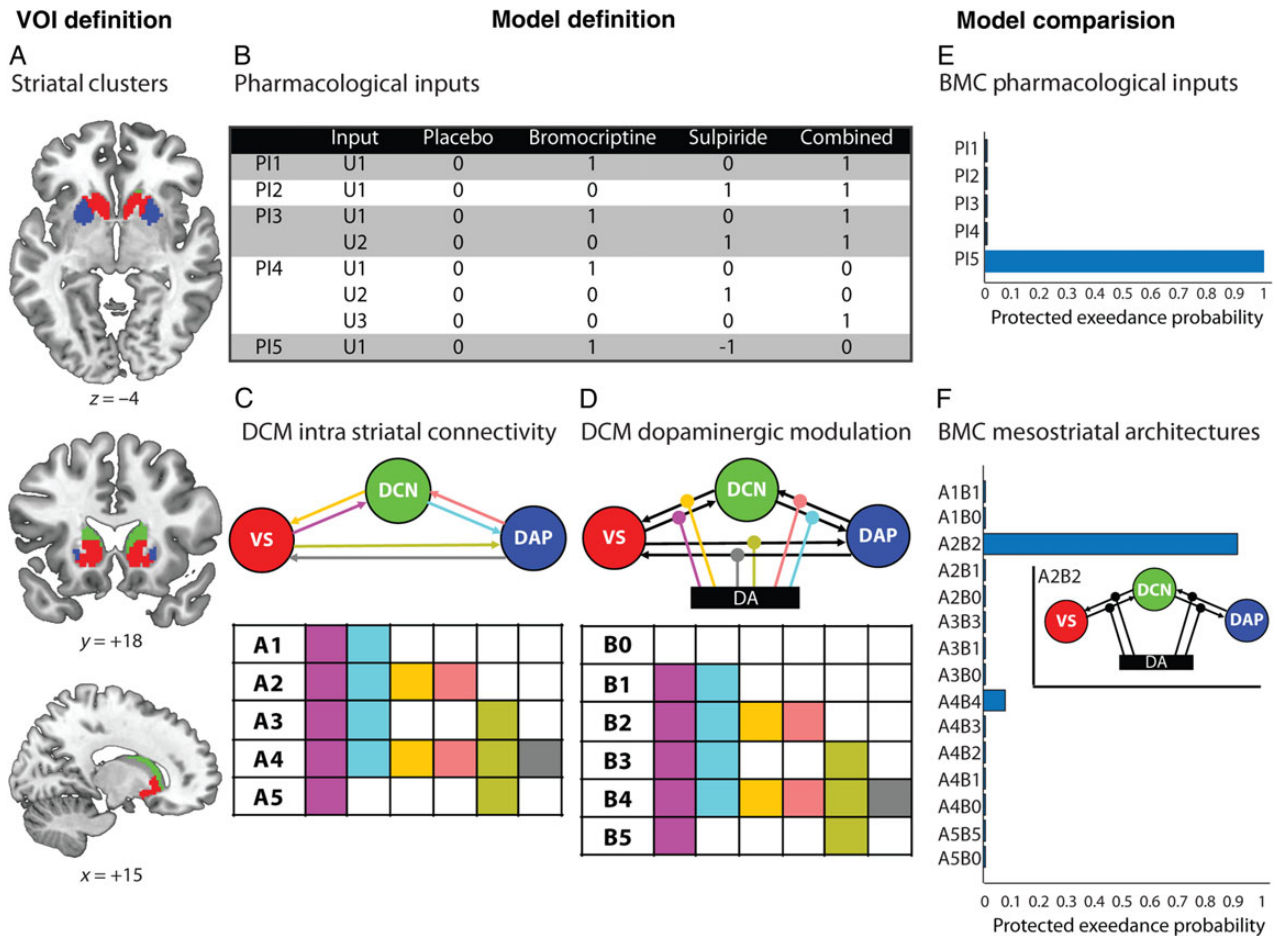 VOI definition
Model definition
Model comparision
A
Striatal clusters
z = –4
y = +18
x = +15
B
Pharmacological inputs
Input Placebo Bromocriptine Sulpiride Combined
PI1 U1 0 1 0 1
PI2 U1 0 0 1 1
PI3 U1 0 1 0 1
U2 0 0 1 1
PI4 U1 0 1 0 0
U2 0 0 1 0
U3 0 0 0 1
PI5 U1 0 1 -1 0
C
DCM intra striatal connectivity
DCN
VS
DAP
A1
A2
A3
A4
A5
D
DCM dopaminergic modulation
DCN
VS
DAP
DA
B0
B1
B2
B3
B4
B5
E
BMC pharmacological inputs
PI1
PI2
PI3
PI4
PI5
0 0.1 0.2 0.3 0.4 0.5 0.6 0.7 0.8 0.9 1
Protected exeedance probability
F
BMC mesostriatal architectures
A1B1
A1B0
A2B2
A2B1
A2B0
A3B3
A3B1
A3B0
A4B4
A4B3
A4B2
A4B1
A4B0
A5B5
A5B0
A2B2
DCN
VS
DAP
DA
0 0.1 0.2 0.3 0.4 0.5 0.6 0.7 0.8 0.9 1
Protected exeedance probability